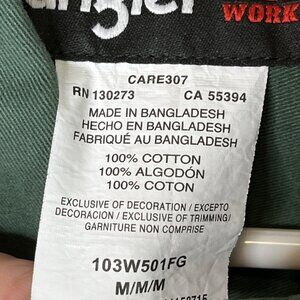 WORK
CARE307
RN 130273 CA 55394
MADE IN BANGLADESH
HECHO EN BANGLADESH
FABRIQUÉ AU BANGLADESH
100% COTTON
100% ALGODÓN
100% COTON
EXCLUSIVE OF DECORATION / EXCEPTO
DECORACION / EXCLUSIVE OF TRIMMING/
GARNITURE NON COMPRISE
103W501FG
M/M/M